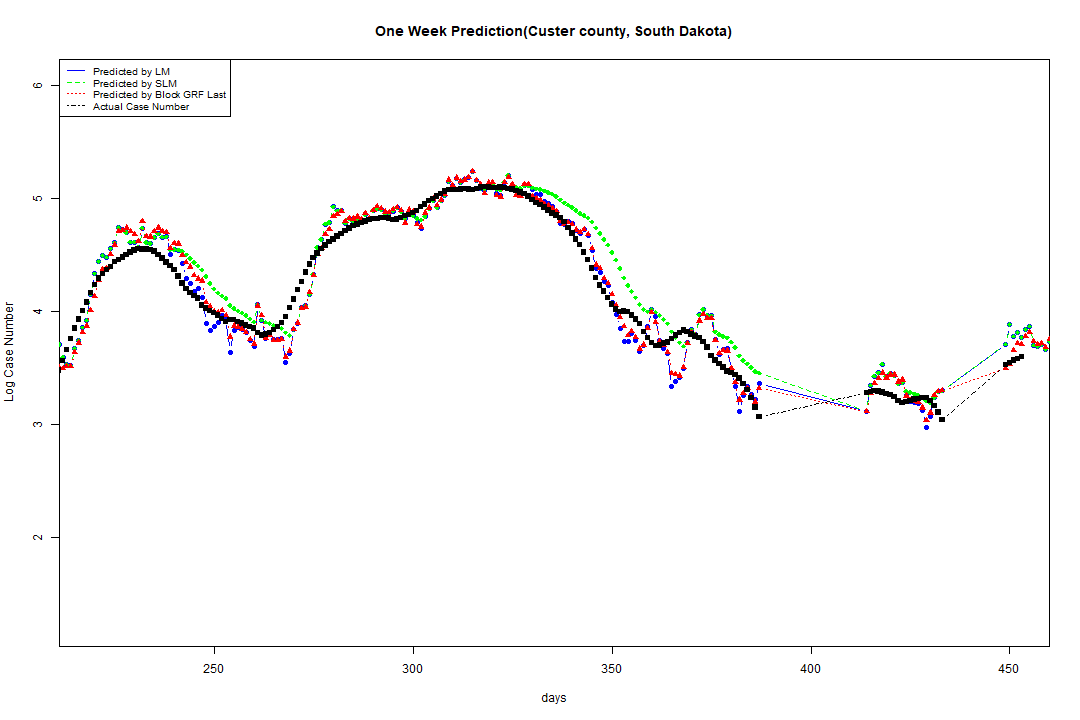 One Week Prediction(Custer county, South Dakota)
Predicted by LM
Predicted by SLM
Predicted by Block GRF Last
Actual Case Number
6
5
4
3
2
Log Case Number
250 300 350 400 450
days